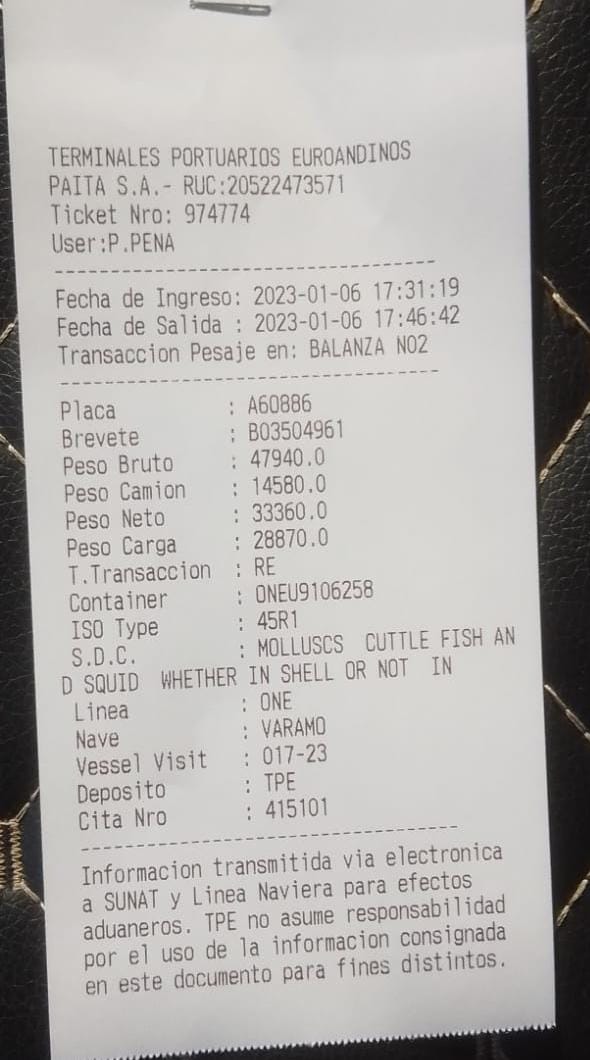 TERMINALES PORTUARIOS EUROANDINOS
PAITA S.A.- RUC:20522473571
Ticket Nro: 974774
User:P.PENA
----------------------------------
Fecha de Ingreso: 2023-01-06 17:31:19
Fecha de Salida : 2023-01-06 17:46:42
Transaccion Pesaje en: BALANZA NO2
----------------------------------
Placa : A60886
Brevete : B03504961
Peso Bruto : 47940.0
Peso Camion : 14580.0
Peso Neto : 33360.0
Peso Carga : 28870.0
T.Transaccion : RE
Container : ONEU9106258
ISO Type : 45R1
S.D.C. : MOLLUSCS CUTTLE FISH AN
D SQUID WHETHER IN SHELL OR NOT IN
Linea : ONE
Nave : VARAMO
Vessel Visit : 017-23
Deposito : TPE
Cita Nro : 415101
----------------------------------
Informacion transmitida via electronica
a SUNAT y Linea Naviera para efectos
aduaneros. TPE no asume responsabilidad
por el uso de la informacion consignada
en este documento para fines distintos.